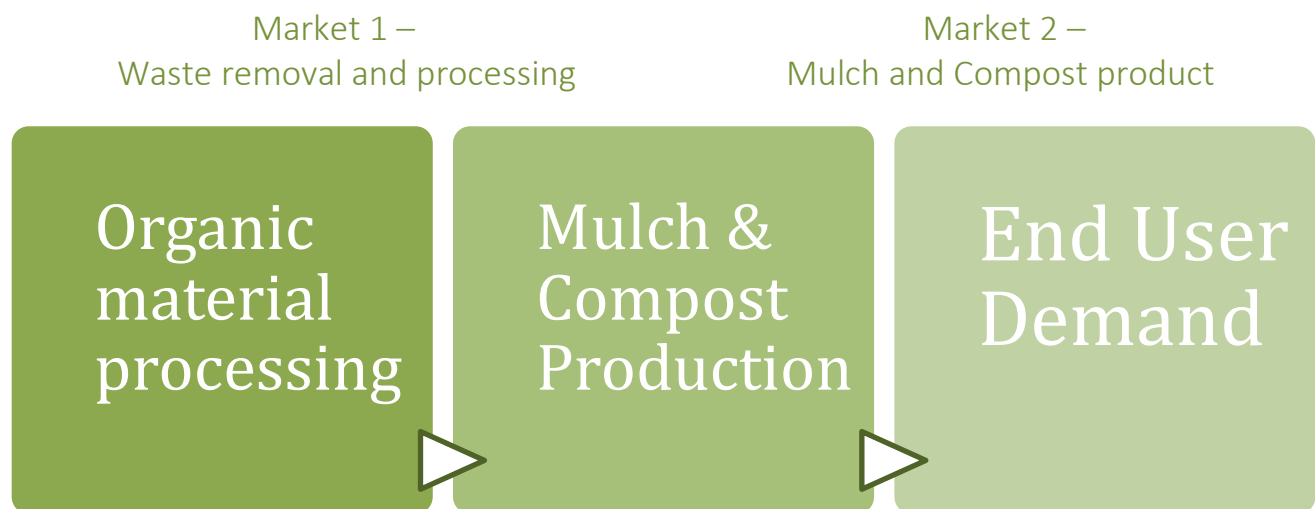 Market 1 –
Waste removal and processing
Market 2 –
Mulch and Compost product
Organic
material
processing
Mulch &
Compost
Production
End User
Demand